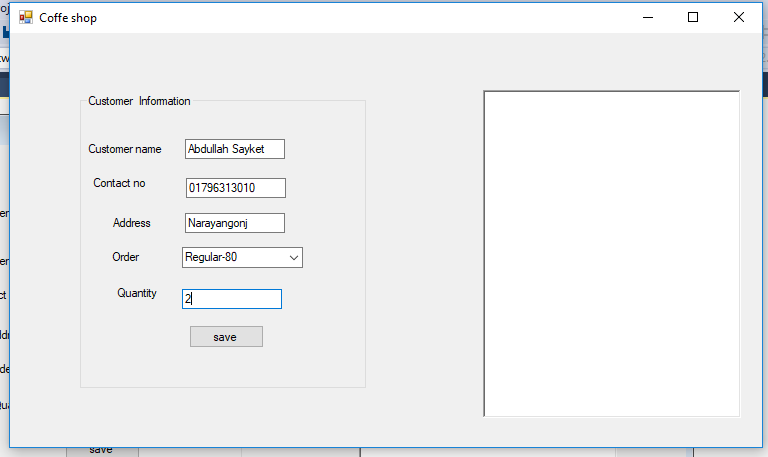 Coffe shop
Customer Information
Customer name Abdullah Sayket
Contact no 01796313010
Address Narayangonj
Order Regular-80
Quantity 2
save
save